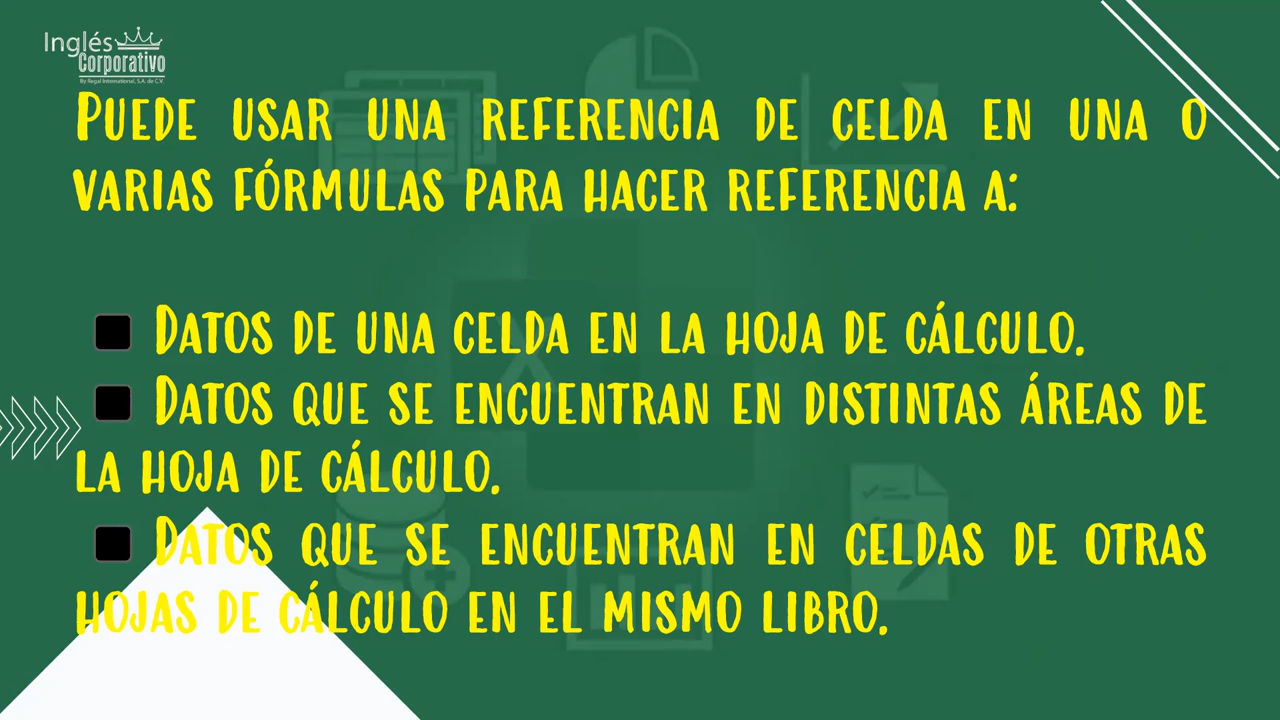 Inglés
Corporativo
By Regal International, S.A. de C.V.
PUEDE USAR UNA REFERENCIA DE CELDA EN UNA O
VARIAS FÓRMULAS PARA HACER REFERENCIA A:
DATOS DE UNA CELDA EN LA HOJA DE CÁLCULO.
DATOS QUE SE ENCUENTRAN EN DISTINTAS ÁREAS DE
LA HOJA DE CÁLCULO.
DATOS QUE SE ENCUENTRAN EN CELDAS DE OTRAS
HOJAS DE CÁLCULO EN EL MISMO LIBRO.